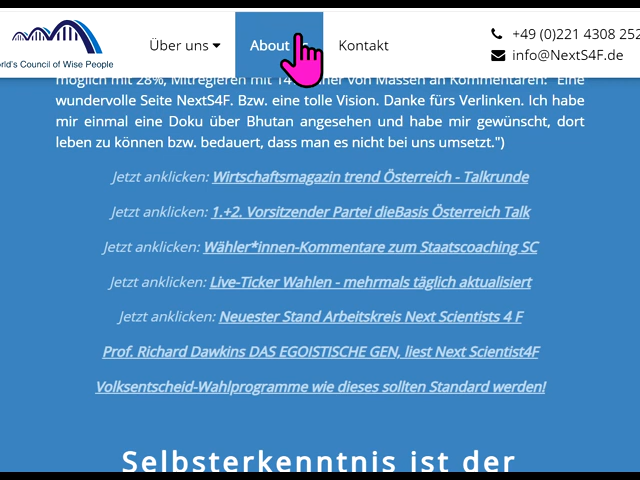 World's Council of Wise People
Über uns
About
Kontakt
+49 (0)221 4308 252
info@NextS4F.de
möglich mit 28%, Mitregieren mit 14 von Massen an Kommentaren: "Eine
wundervolle Seite NextS4F. Bzw. eine tolle Vision. Danke fürs Verlinken. Ich habe
mir einmal eine Doku über Bhutan angesehen und habe mir gewünscht, dort
leben zu können bzw. bedauert, dass man es nicht bei uns umsetzt.")
Jetzt anklicken: Wirtschaftsmagazin trend Österreich - Talkrunde
Jetzt anklicken: 1.+2. Vorsitzender Partei dieBasis Österreich Talk
Jetzt anklicken: Wähler*innen-Kommentare zum Staatscoaching SC
Jetzt anklicken: Live-Ticker Wahlen - mehrmals täglich aktualisiert
Jetzt anklicken: Neuester Stand Arbeitskreis Next Scientists 4 F
Prof. Richard Dawkins DAS EGOISTISCHE GEN, liest Next Scientist4F
Volksentscheid-Wahlprogramme wie dieses sollten Standard werden!
Selbsterkenntnis ist der